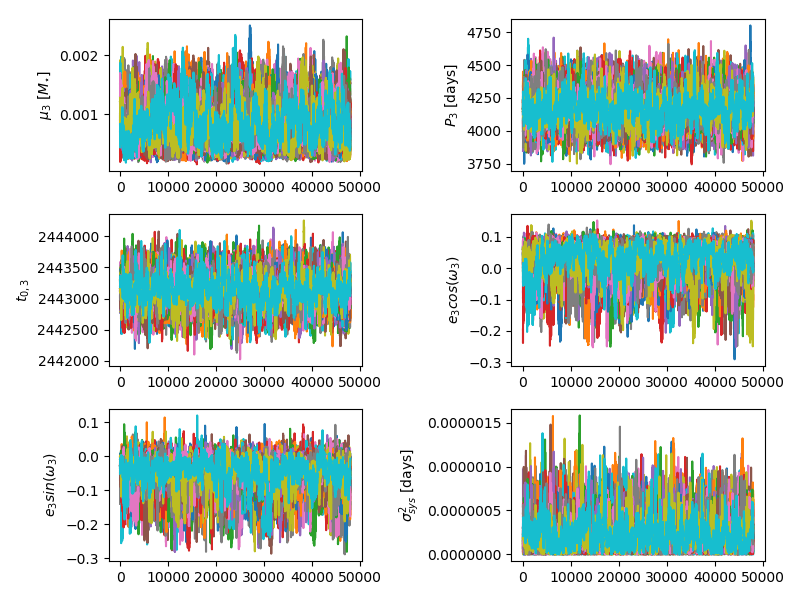 0.002
0.001
μ₃ [M⋆]
0 10000 20000 30000 40000 50000
4750
4500
4250
4000
3750
P₃ [days]
0 10000 20000 30000 40000 50000
2444000
2443500
2443000
2442500
2442000
t₀,₃
0 10000 20000 30000 40000 50000
0.1
0.0
−0.1
−0.2
−0.3
e₃cos(ω₃)
0 10000 20000 30000 40000 50000
0.1
0.0
−0.1
−0.2
−0.3
e₃sin(ω₃)
0 10000 20000 30000 40000 50000
0.0000015
0.0000010
0.0000005
0.0000000
σ²sys [days]
0 10000 20000 30000 40000 50000